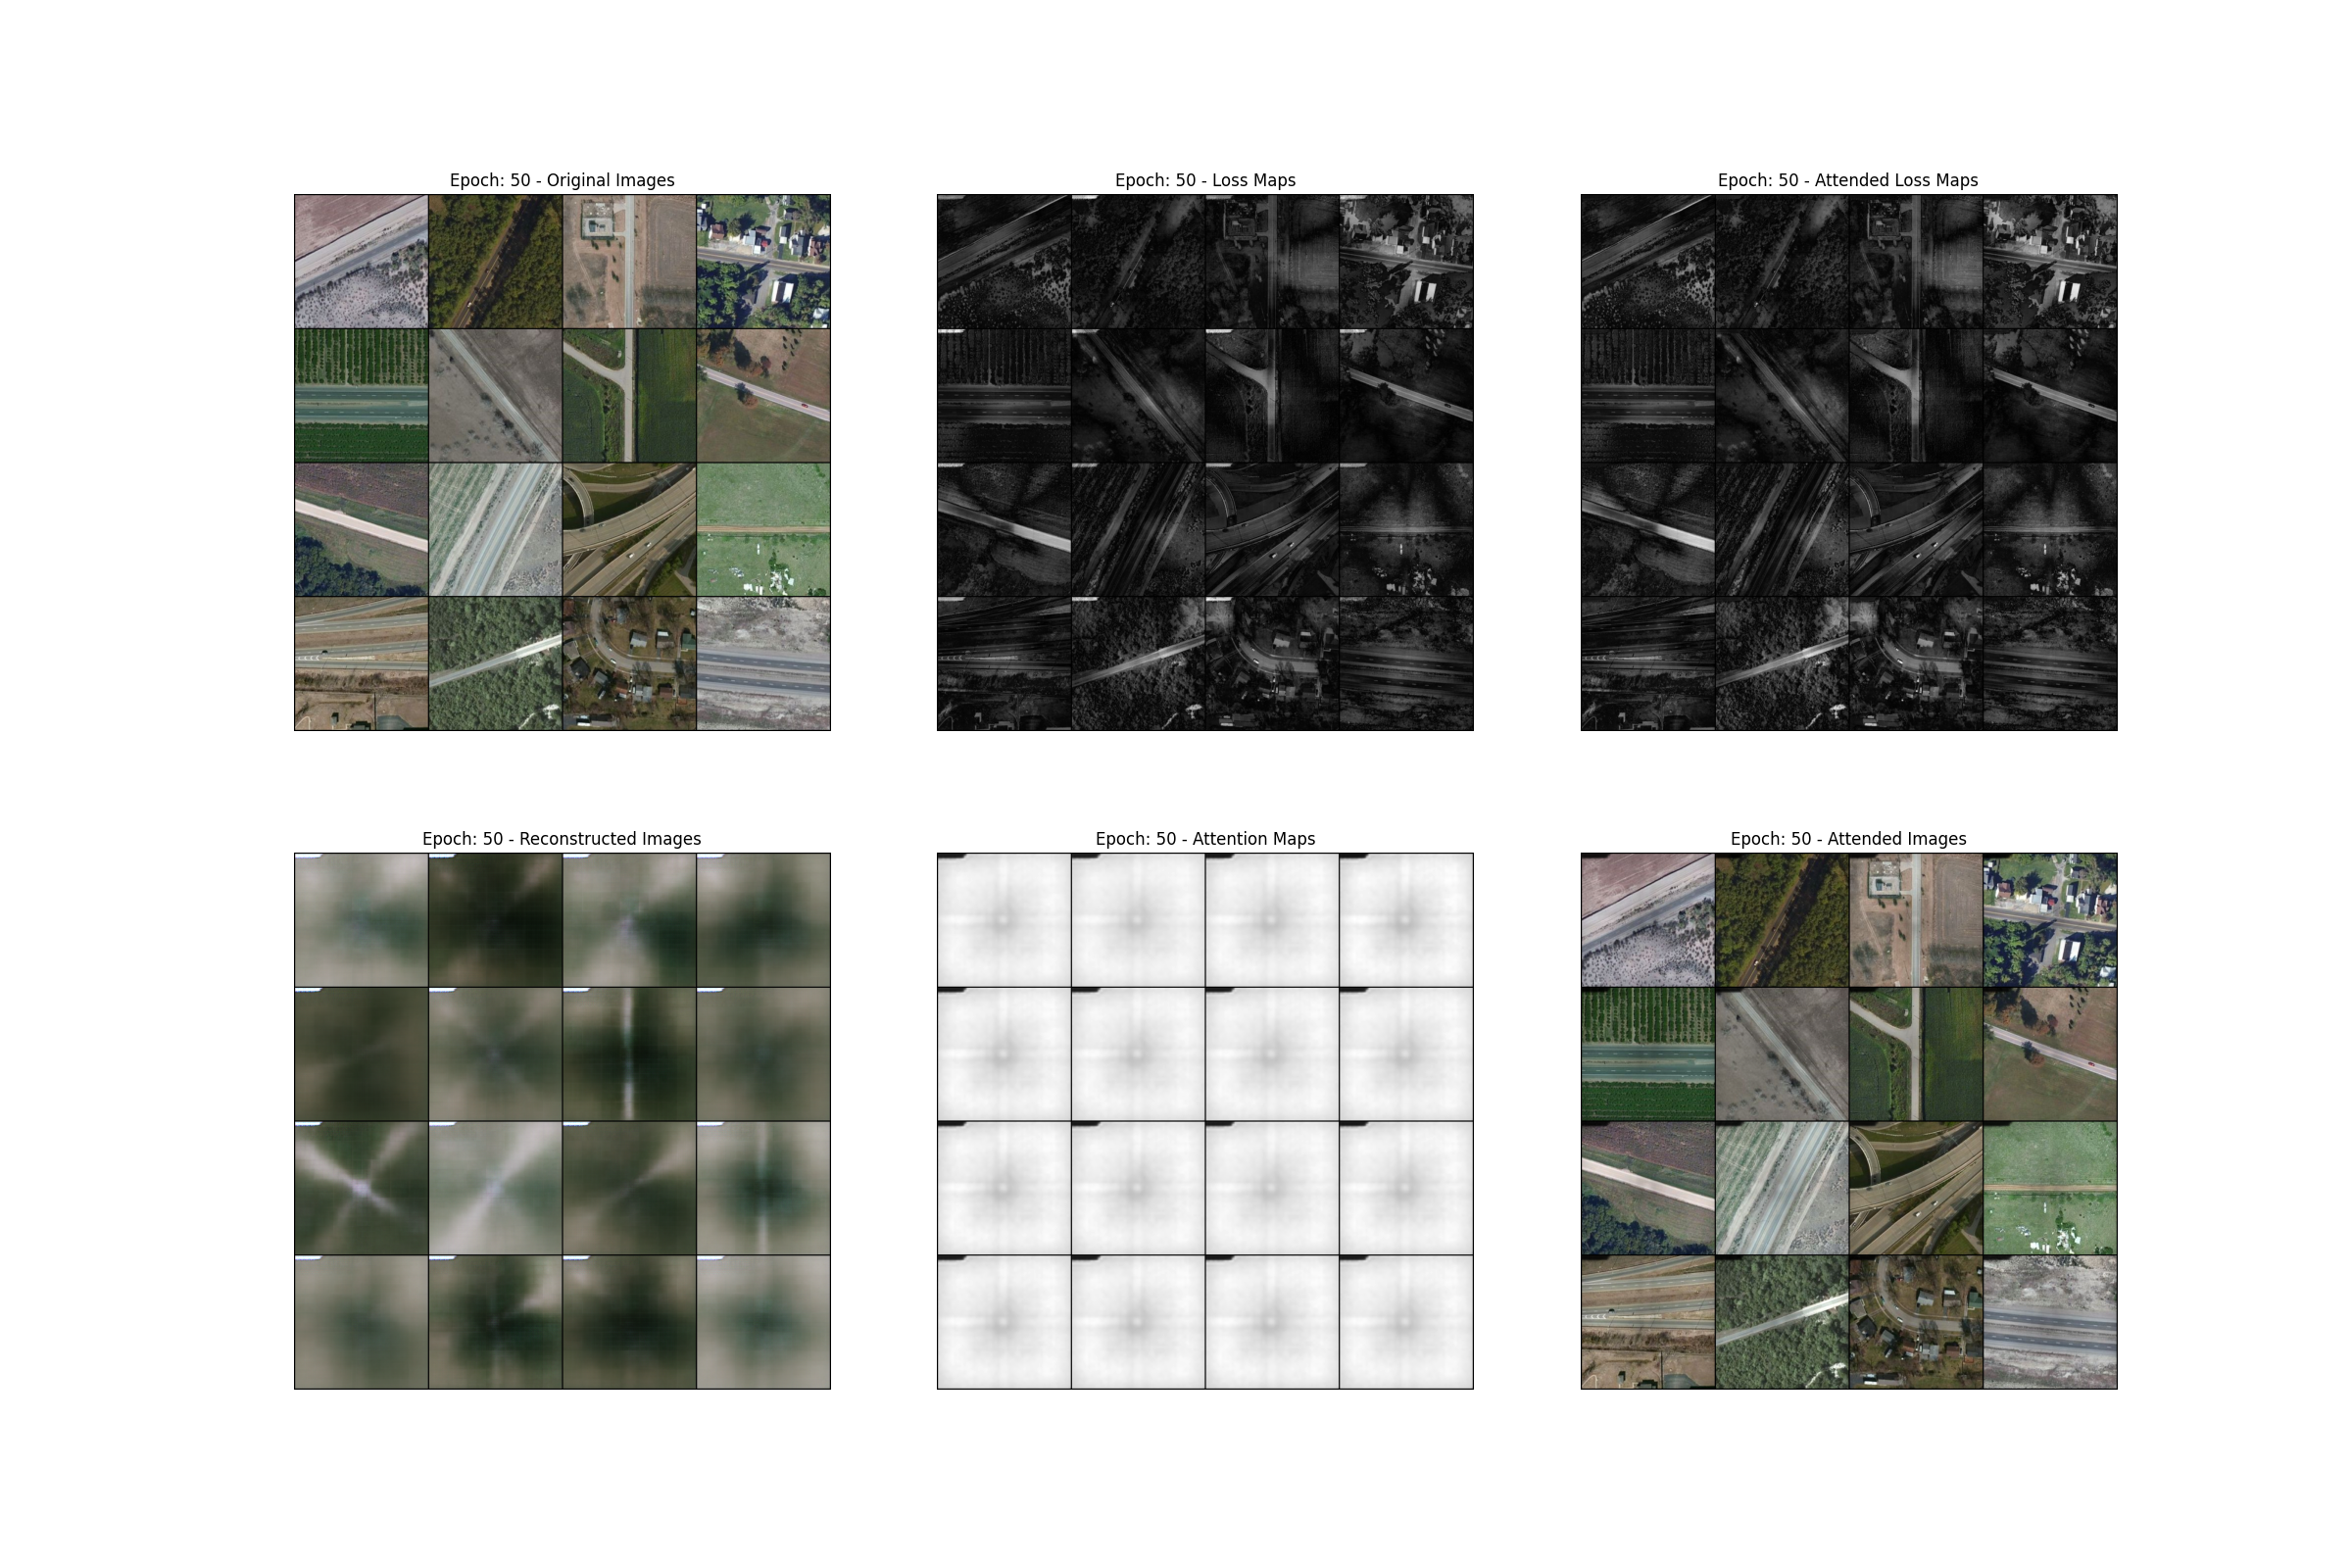 Epoch: 50 - Original Images
Epoch: 50 - Loss Maps
Epoch: 50 - Attended Loss Maps
Epoch: 50 - Reconstructed Images
Epoch: 50 - Attention Maps
Epoch: 50 - Attended Images